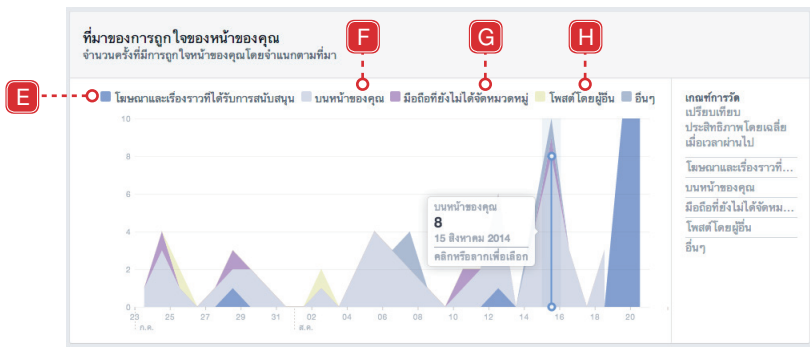 ที่มาของการถูกใจของหน้าของคุณ
จำนวนครั้งที่มีการถูกใจหน้าของคุณโดยจำแนกตามที่มา
F
G
H
E
โฆษณาและเรื่องราวที่ได้รับการสนับสนุน
บนหน้าของคุณ
มือถือที่ยังไม่ได้จัดหมวดหมู่
โพสต์โดยผู้อื่น
อื่นๆ
10
8
6
4
2
0
บนหน้าของคุณ
8
15 สิงหาคม 2014
คลิกหรือลากเพื่อเลือก
23 25 27 29 31 02 04 06 08 10 12 14 16 18 20
ก.ค. ส.ค.
เกณฑ์การวัด
เปรียบเทียบ
ประสิทธิภาพโดยเฉลี่ย
เมื่อเวลาผ่านไป
โฆษณาและเรื่องราวที่...
บนหน้าของคุณ
มือถือที่ยังไม่ได้จัดหม...
โพสต์โดยผู้อื่น
อื่นๆ